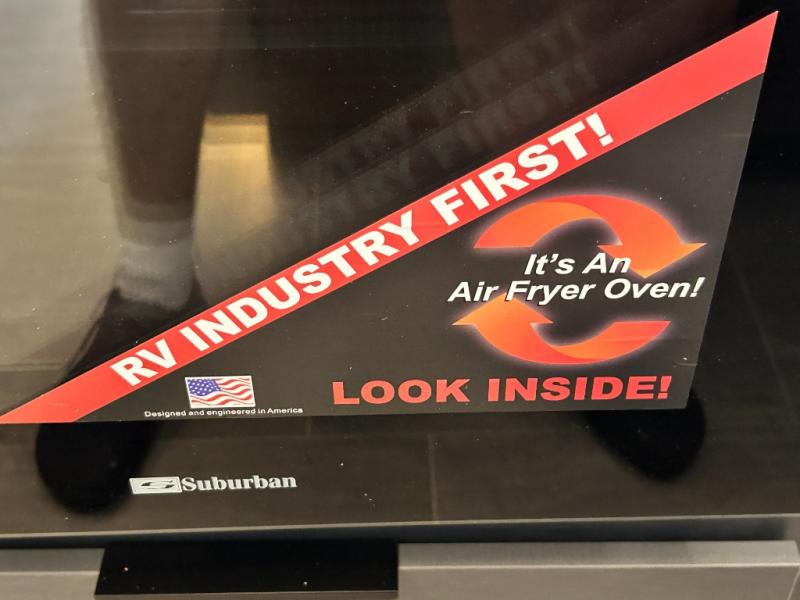 RV INDUSTRY FIRST!
It's An
Air Fryer Oven!
LOOK INSIDE!
Designed and engineered in America
Suburban